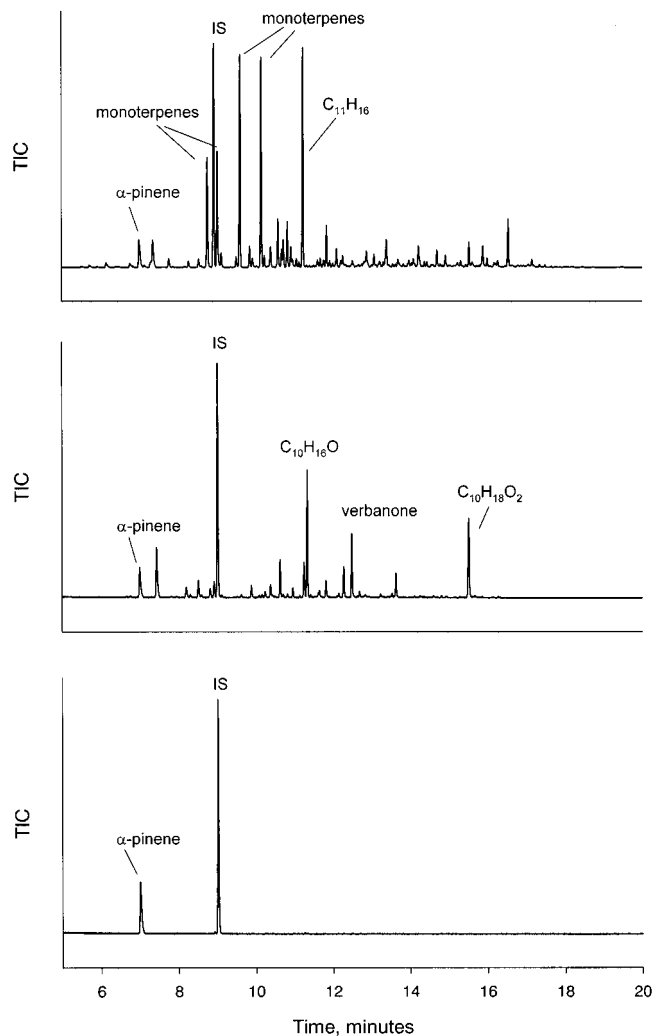 IS
monoterpenes
monoterpenes
C₁₁H₁₆
α-pinene
TIC
IS
C₁₀H₁₆O
C₁₀H₁₈O₂
verbanone
α-pinene
TIC
IS
α-pinene
TIC
6 8 10 12 14 16 18 20
Time, minutes